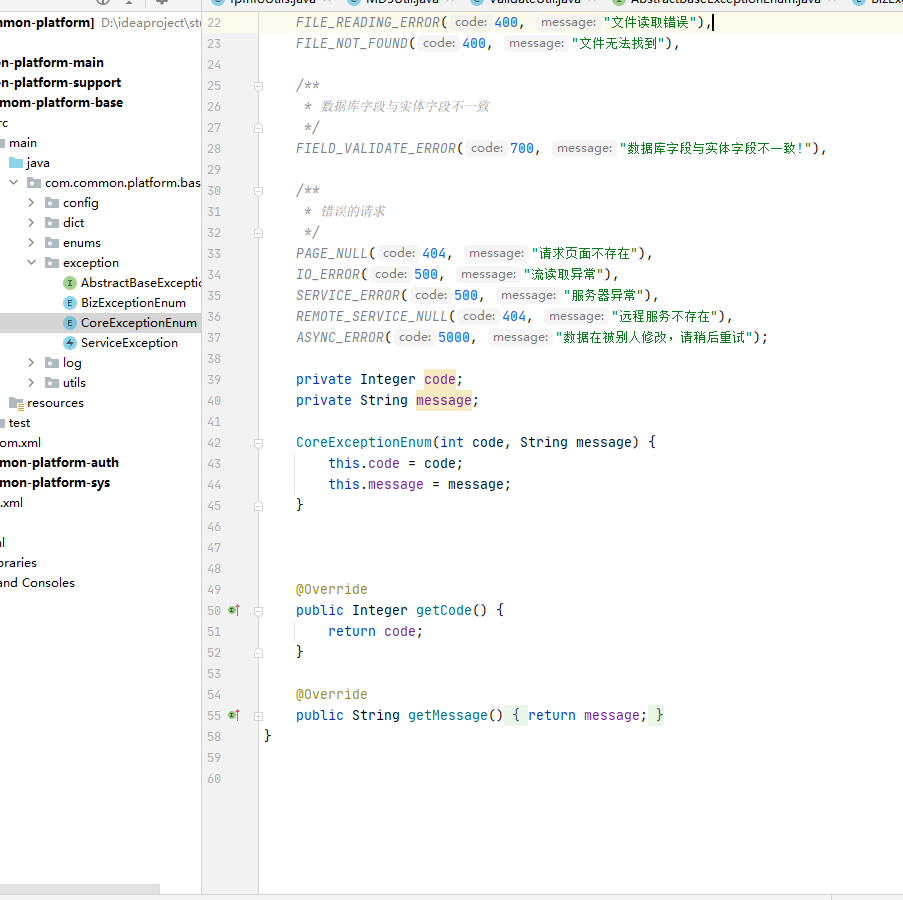 IpInfoUtils.java
MD5Util.java
ValidateUtil.java
AbstractBaseExceptionEnum.java
mmon-platform]
D:\ideaproject\stu
n-platform-main
n-platform-support
mom-platform-base
rc
main
java
com.common.platform.bas
config
dict
enums
exception
AbstractBaseExceptic
BizExceptionEnum
CoreExceptionEnum
ServiceException
log
utils
resources
test
om.xml
mon-platform-auth
mon-platform-sys
.xml
l
raries
and Consoles
22 FILE_READING_ERROR( code: 400, message: "文件读取错误"),
23 FILE_NOT_FOUND( code: 400, message: "文件无法找到"),
24
25 /**
26 * 数据库字段与实体字段不一致
27 */
28 FIELD_VALIDATE_ERROR( code: 700, message: "数据库字段与实体字段不一致!"),
29
30 /**
31 * 错误的请求
32 */
33 PAGE_NULL( code: 404, message: "请求页面不存在"),
34 IO_ERROR( code: 500, message: "流读取异常"),
35 SERVICE_ERROR( code: 500, message: "服务器异常"),
36 REMOTE_SERVICE_NULL( code: 404, message: "远程服务不存在"),
37 ASYNC_ERROR( code: 5000, message: "数据在被别人修改，请稍后重试");
38
39 private Integer code;
40 private String message;
41
42 CoreExceptionEnum(int code, String message) {
43 this.code = code;
44 this.message = message;
45 }
46
47
48
49 @Override
50 public Integer getCode() {
51 return code;
52 }
53
54 @Override
55 public String getMessage() { return message; }
58 }
59
60